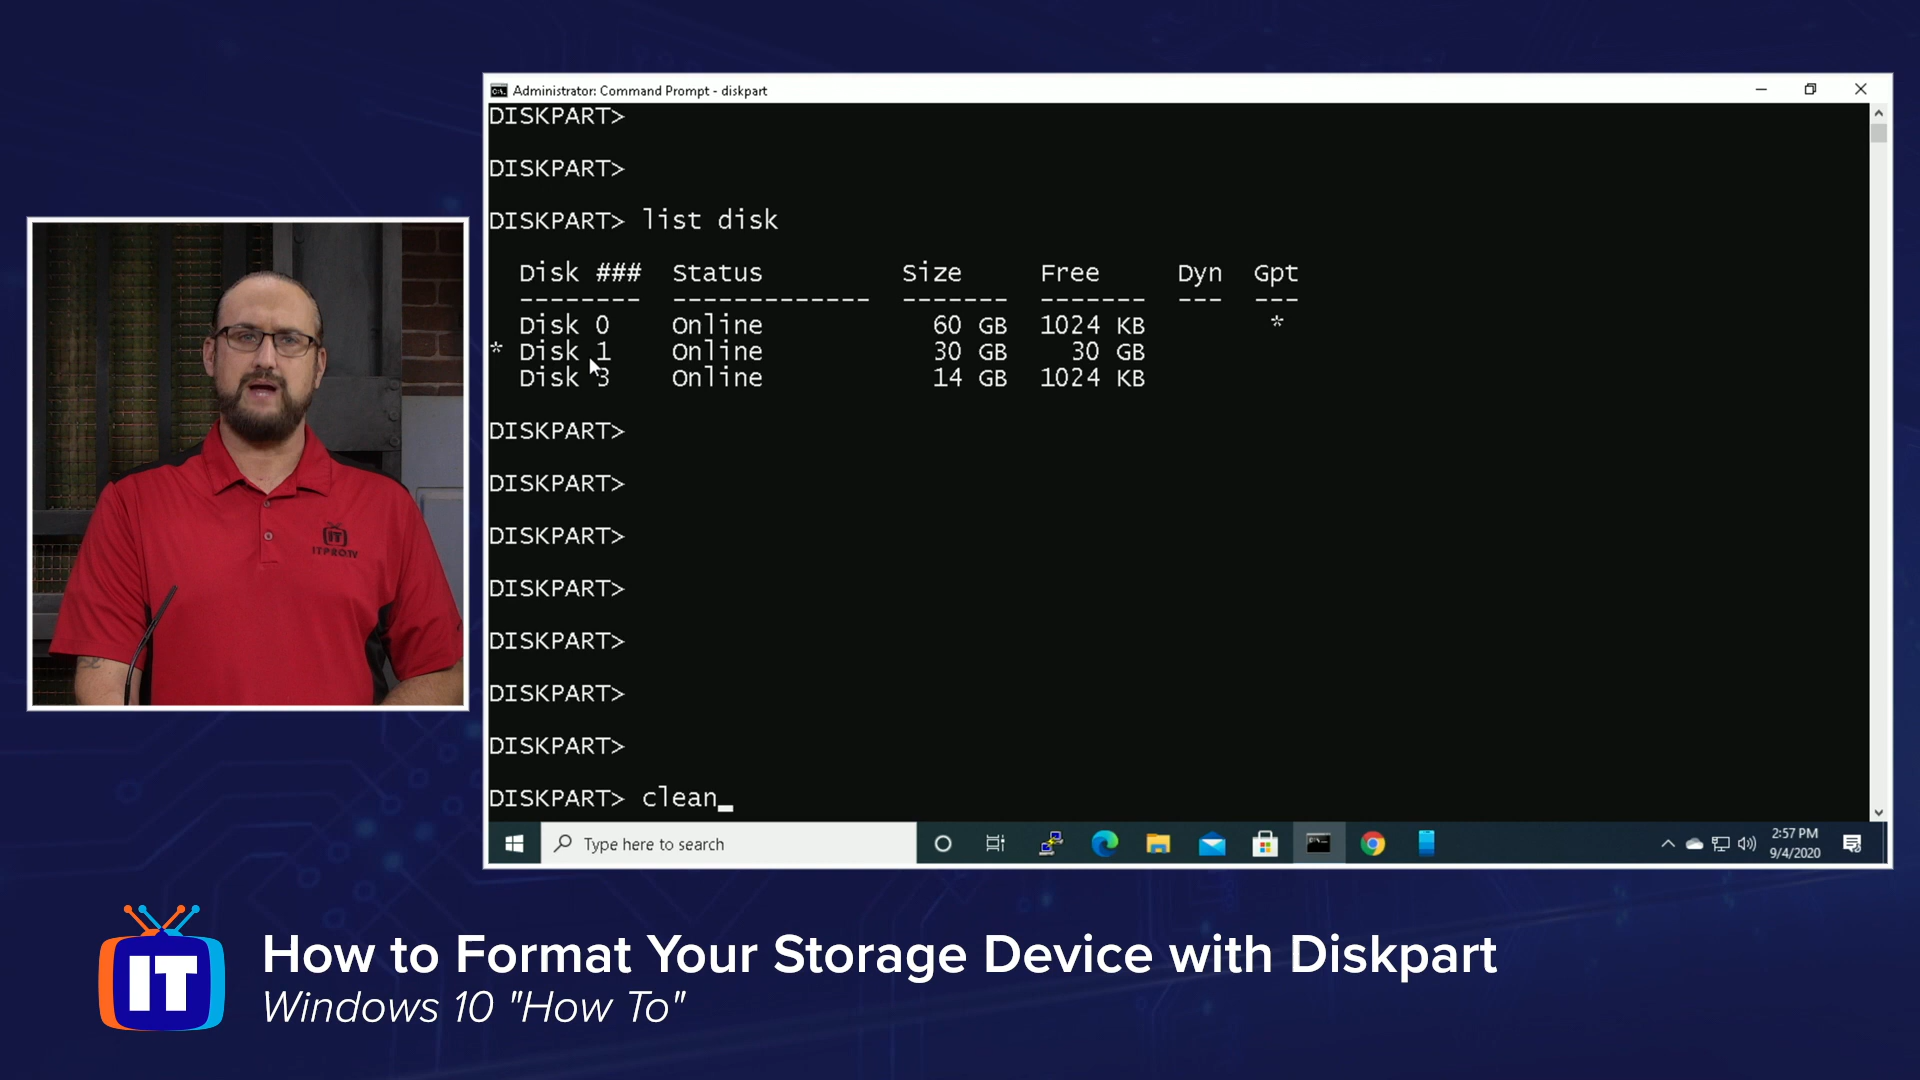 Administrator: Command Prompt - diskpart
DISKPART>
DISKPART>
DISKPART> list disk
Disk ###  Status         Size     Free     Dyn  Gpt
--------  -------------  -------  -------  ---  ---
Disk 0    Online           60 GB  1024 KB        *
* Disk 1    Online           30 GB    30 GB
Disk 3    Online           14 GB  1024 KB
DISKPART>
DISKPART>
DISKPART>
DISKPART>
DISKPART>
DISKPART>
DISKPART>
DISKPART> clean_
Type here to search
2:57 PM
9/4/2020
IT
ITPRO.TV
IT
How to Format Your Storage Device with Diskpart
Windows 10 "How To"